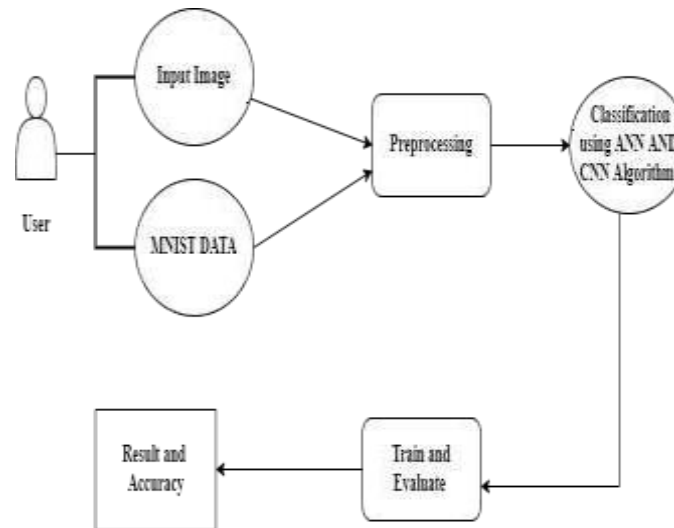 Input Image
User
MNIST DATA
Preprocessing
Classification
using ANN AND
CNN Algorithm
Train and
Evaluate
Result and
Accuracy